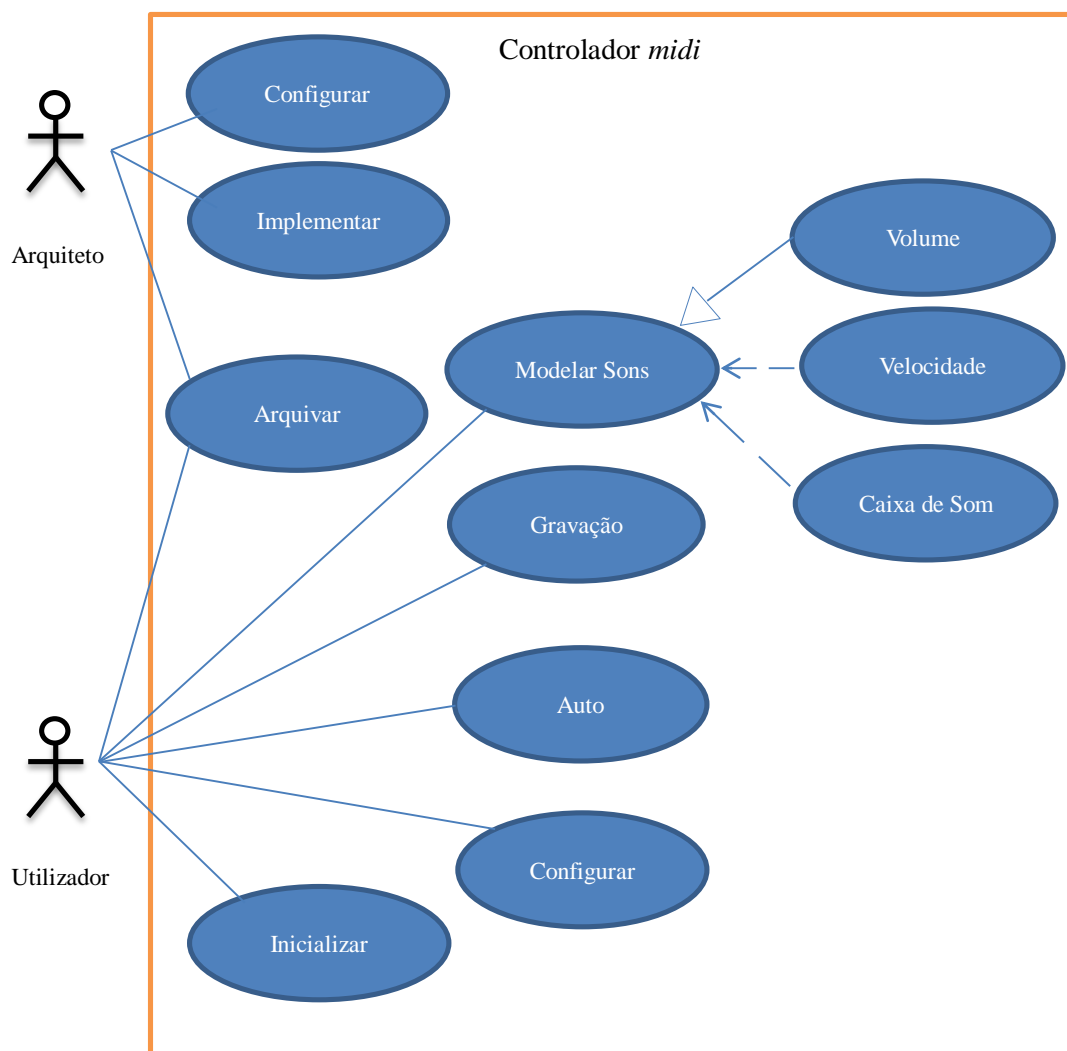 Controlador midi
Configurar
Implementar
Arquiteto
Volume
Modelar Sons
Velocidade
Arquivar
Caixa de Som
Gravação
Auto
Configurar
Utilizador
Inicializar